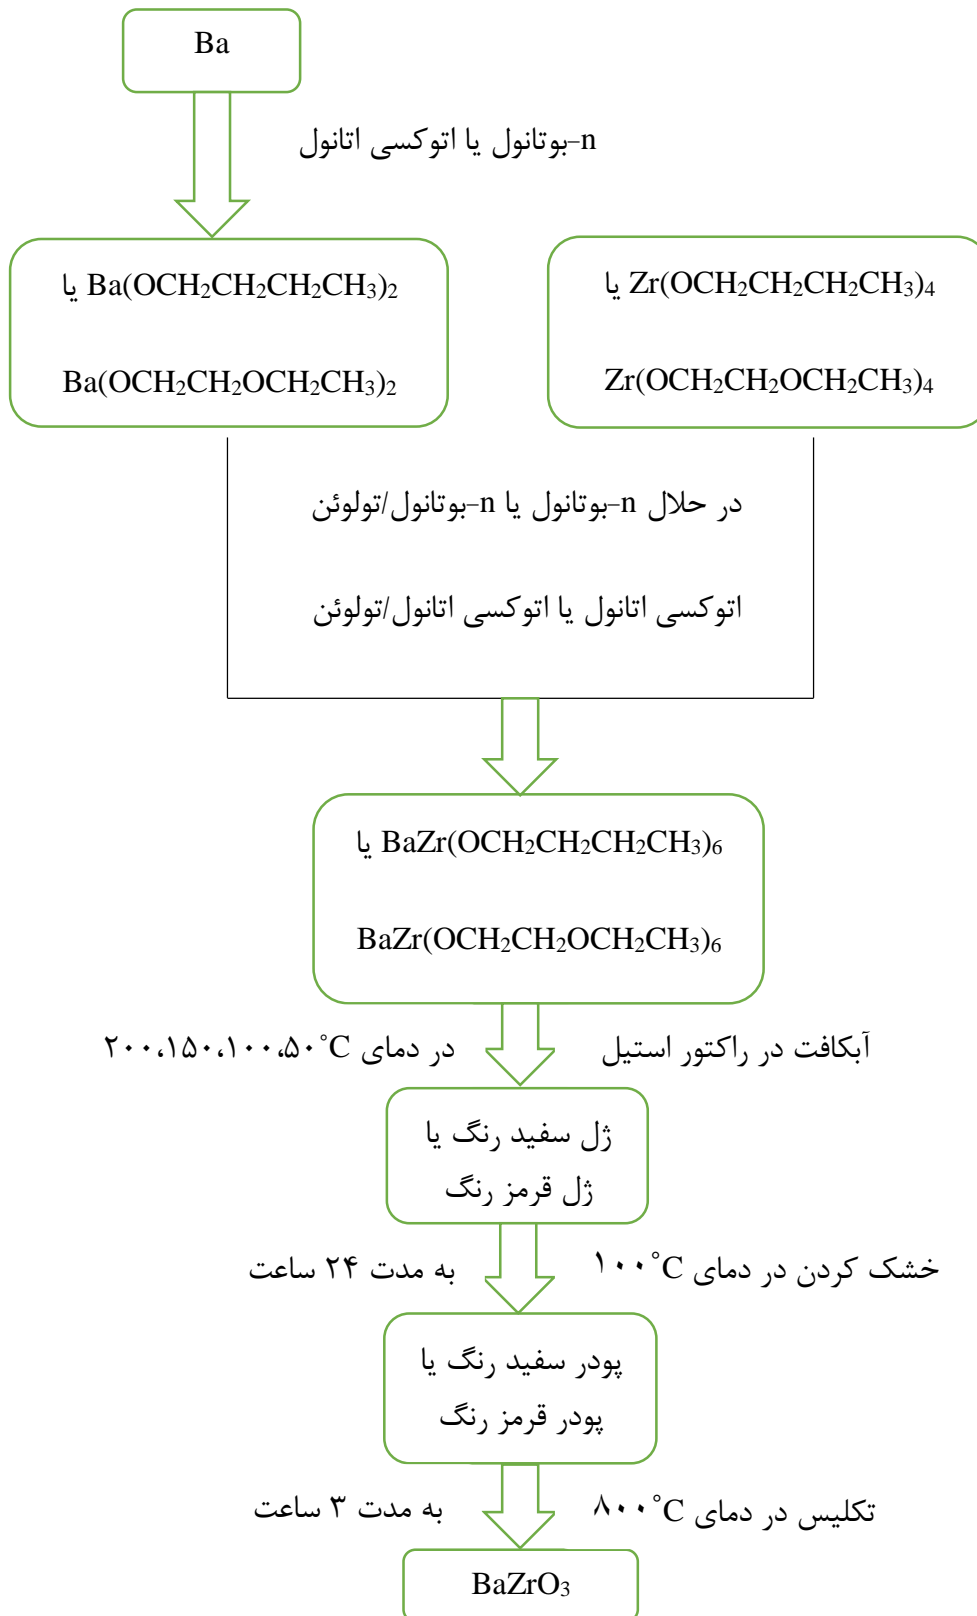 Ba
n-بوتانول یا اتوکسی اتانول
Ba(OCH₂CH₂CH₂CH₃)₂ یا
Ba(OCH₂CH₂OCH₂CH₃)₂
Zr(OCH₂CH₂CH₂CH₃)₄ یا
Zr(OCH₂CH₂OCH₂CH₃)₄
در حلال n-بوتانول یا n-بوتانول/تولوئن
اتوکسی اتانول یا اتوکسی اتانول/تولوئن
BaZr(OCH₂CH₂CH₂CH₃)₆ یا
BaZr(OCH₂CH₂OCH₂CH₃)₆
آبکافت در راکتور استیل
در دمای ۲۰۰،۱۵۰،۱۰۰،۵۰˚C
ژل سفید رنگ یا
ژل قرمز رنگ
خشک کردن در دمای ۱۰۰˚C
به مدت ۲۴ ساعت
پودر سفید رنگ یا
پودر قرمز رنگ
تکلیس در دمای ۸۰۰˚C
به مدت ۳ ساعت
BaZrO₃